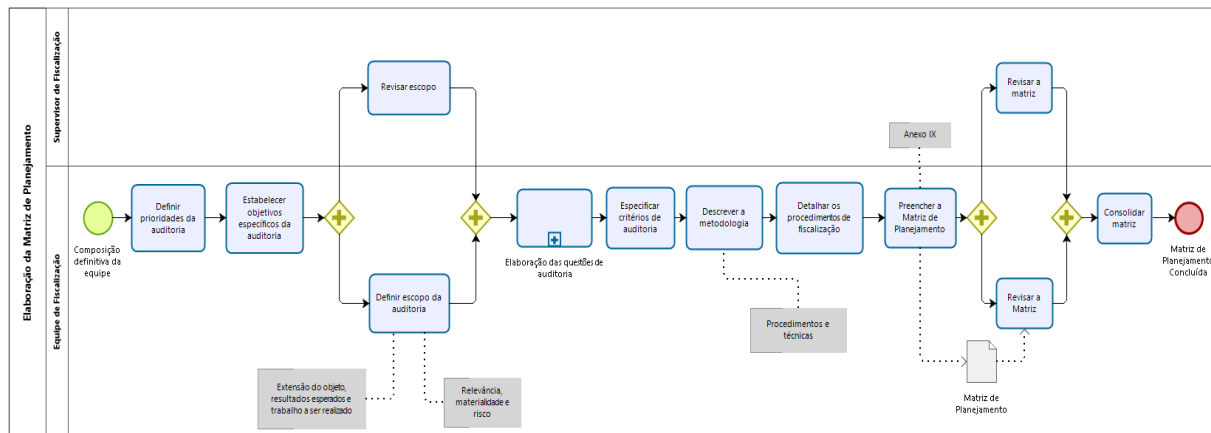 Elaboração da Matriz de Planejamento
Supervisor de Fiscalização
Equipe de Fiscalização
Revisar escopo
Revisar a
matriz
Anexo IX
Composição
definitiva da
equipe
Definir
prioridades da
auditoria
Estabelecer
objetivos
específicos da
auditoria
Definir escopo da
auditoria
Extensão do objeto,
resultados esperados e
trabalho a ser realizado
Relevância,
materialidade e
risco
Elaboração das questões de
auditoria
Especificar
critérios de
auditoria
Descrever a
metodologia
Procedimentos e
técnicas
Detalhar os
procedimentos de
fiscalização
Preencher a
Matriz de
Planejamento
Revisar a
Matriz
Matriz de
Planejamento
Consolidar
matriz
Matriz de
Planejamento
Concluída